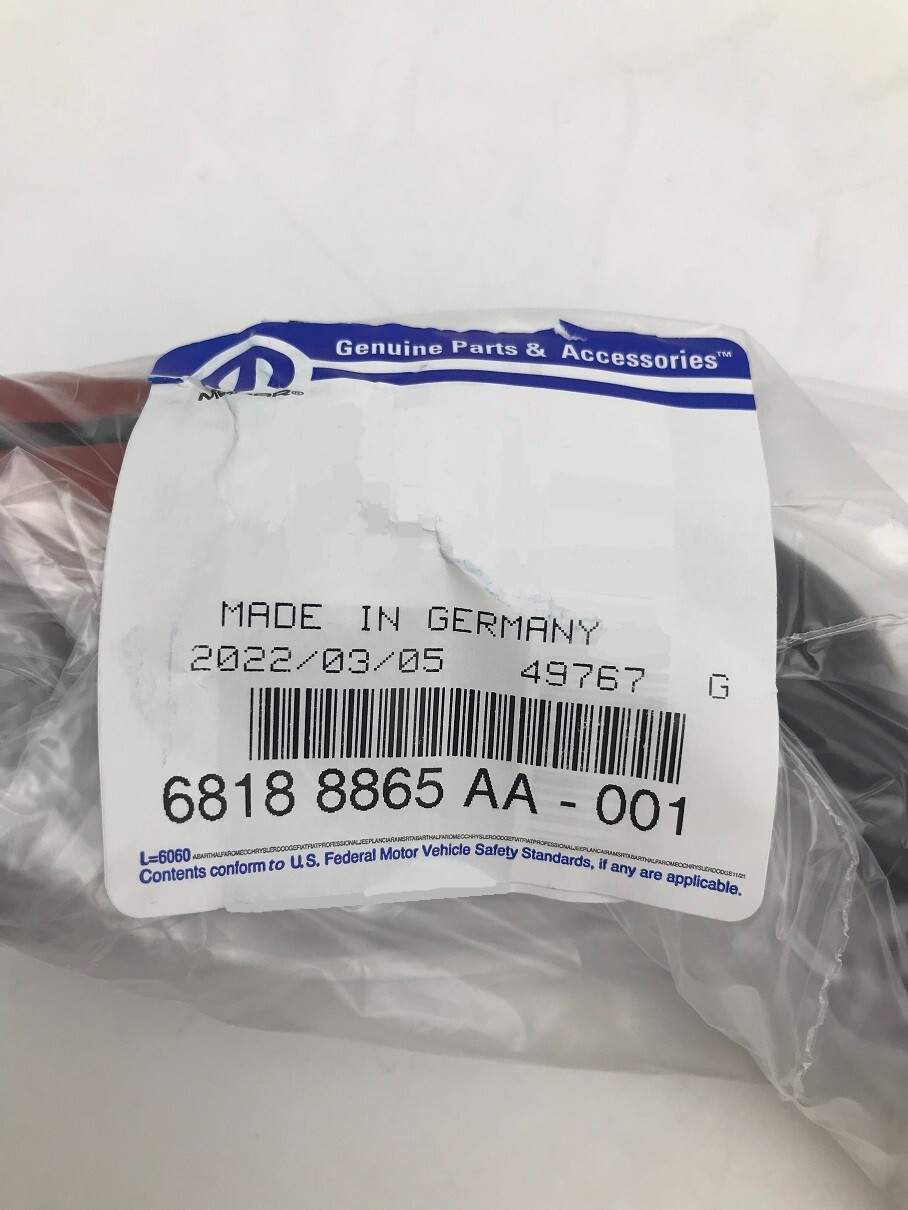 Genuine Parts & Accessories™
MADE IN GERMANY
2022/03/05 49767 G
6818 8865 AA - 001
L=6060
Contents conform to U.S. Federal Motor Vehicle Safety Standards, if any are applicable.